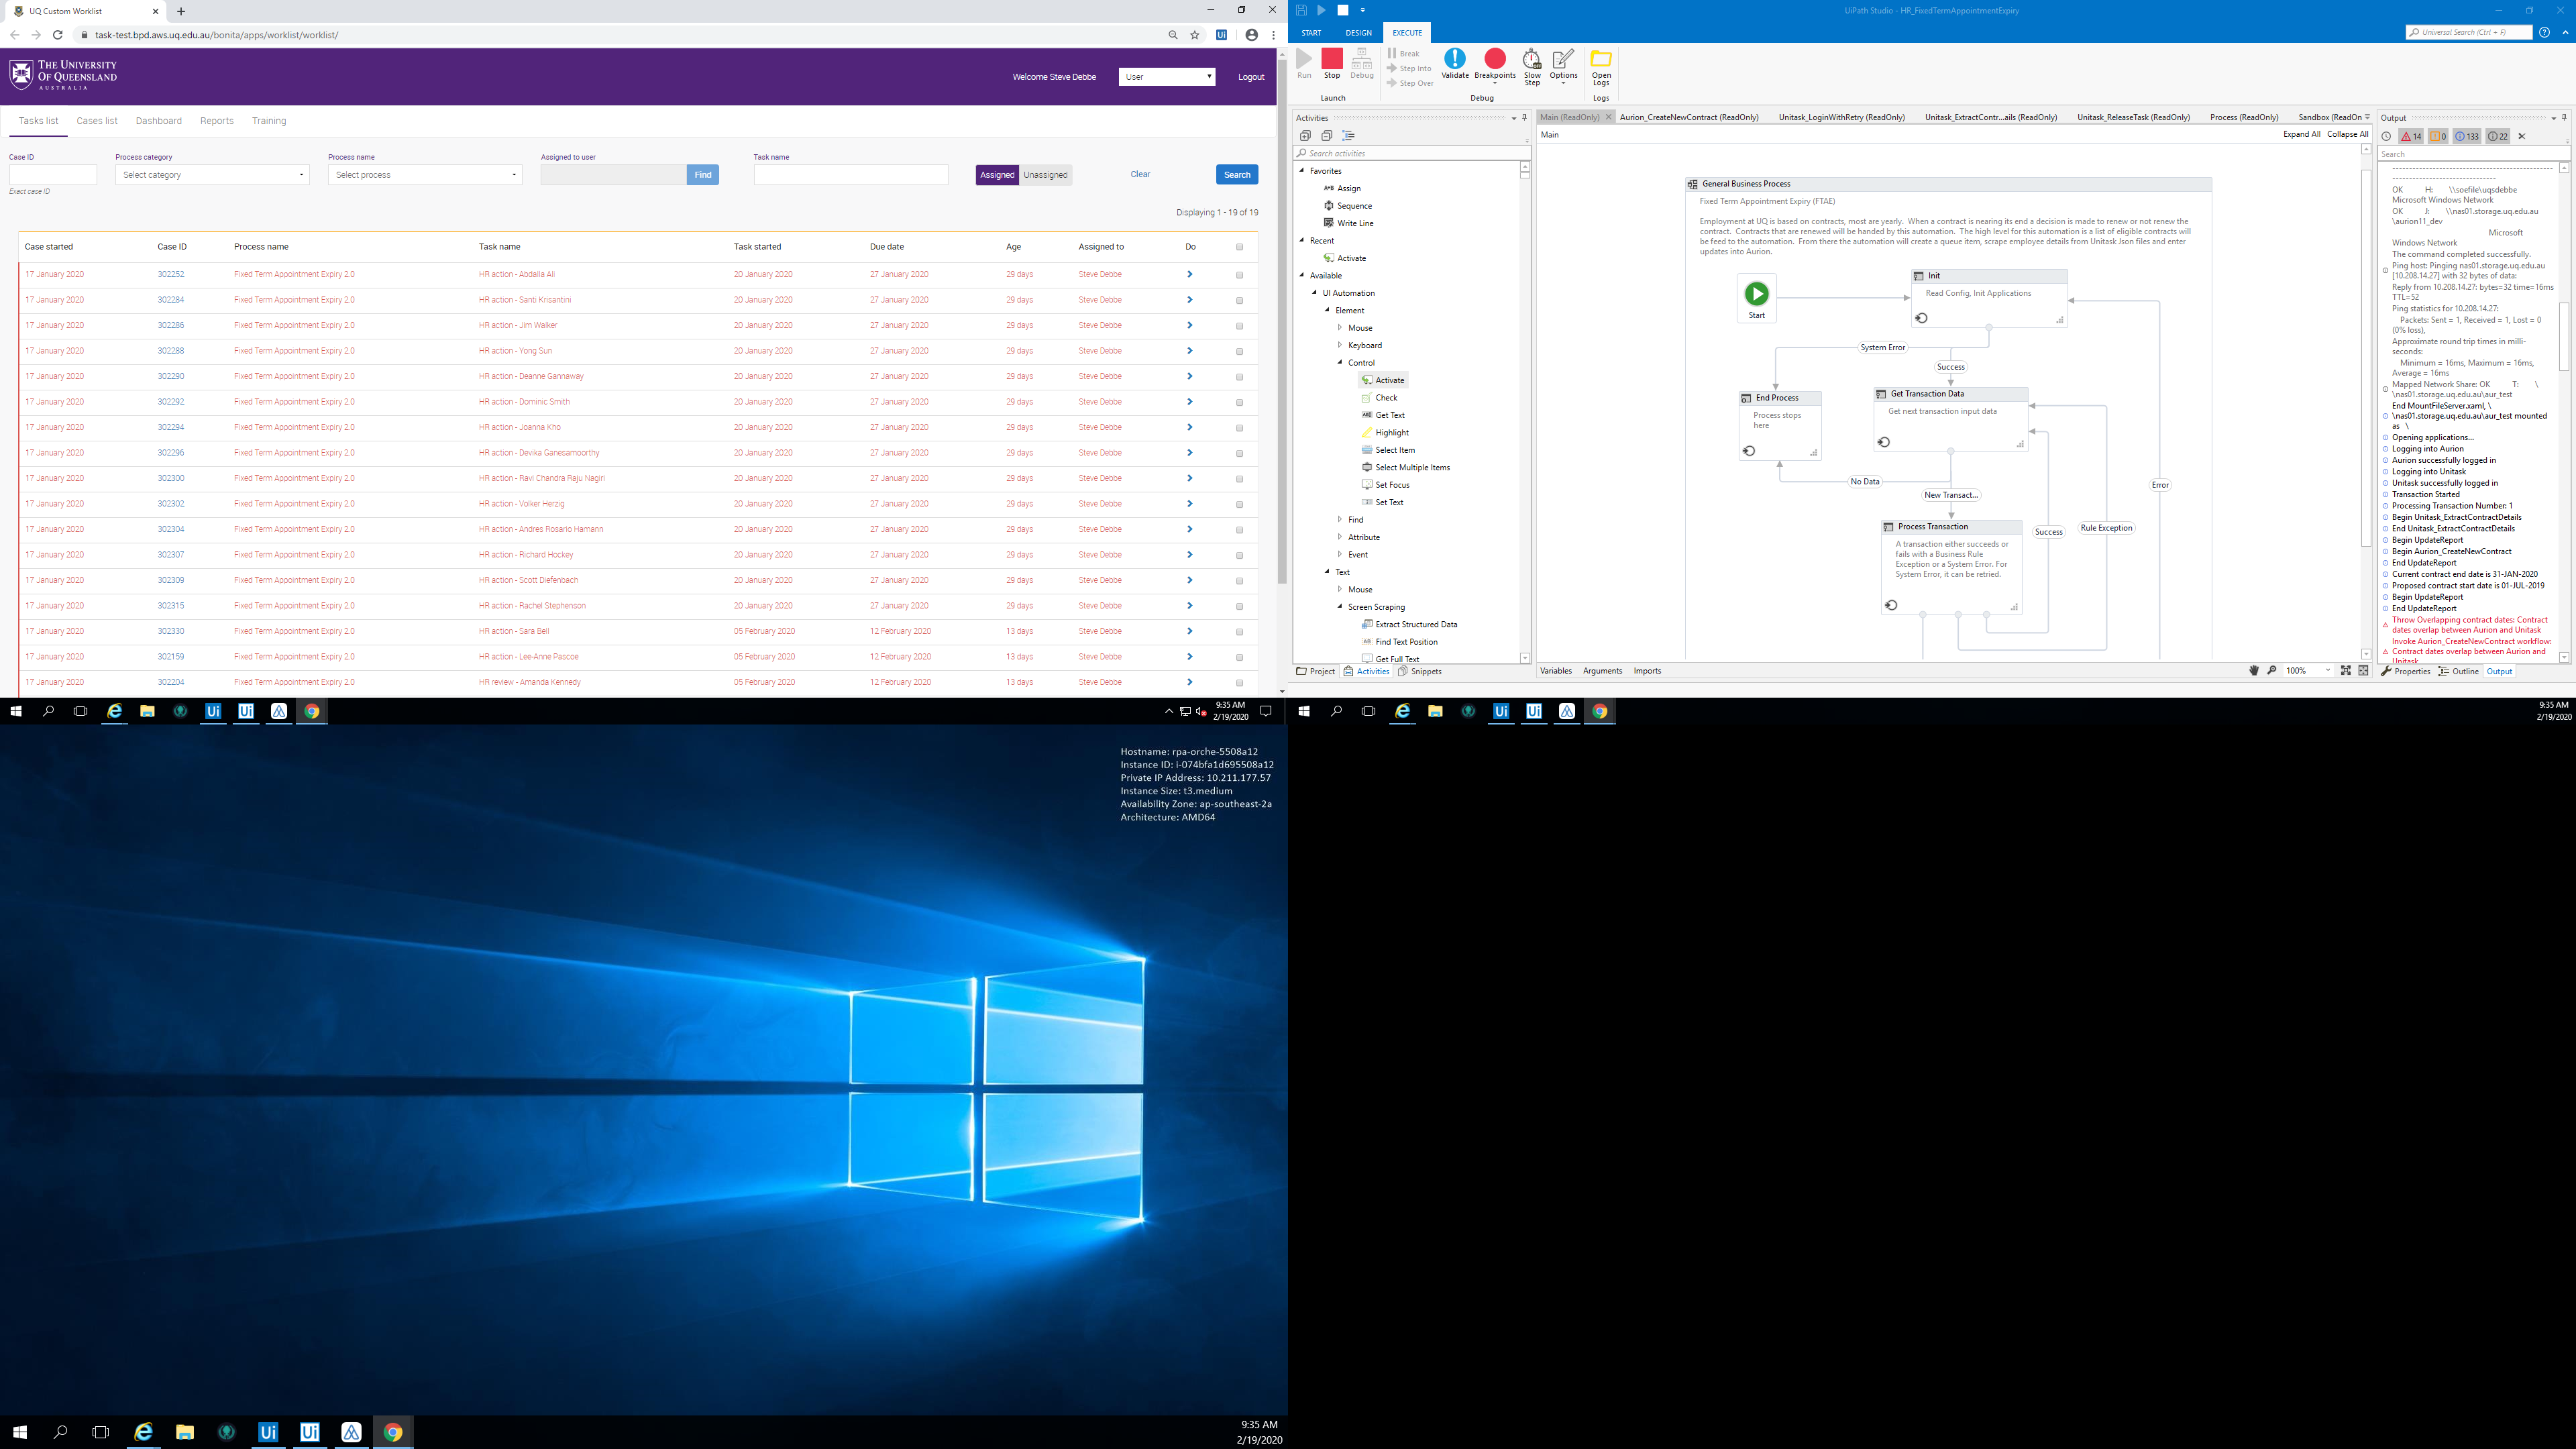 UQ Custom Worklist
task-test.bpd.aws.uq.edu.au/bonita/apps/worklist/worklist/
THE UNIVERSITY
OF QUEENSLAND
AUSTRALIA
Welcome Steve Debbe
User
Logout
Tasks list Cases list Dashboard Reports Training
Case ID Process category Process name Assigned to user Task name
Select category Select process Find Assigned Unassigned Clear Search
Exact case ID
Displaying 1 - 19 of 19
Case started Case ID Process name Task name Task started Due date Age Assigned to Do
17 January 2020 302252 Fixed Term Appointment Expiry 2.0 HR action - Abdalla Ali 20 January 2020 27 January 2020 29 days Steve Debbe
17 January 2020 302284 Fixed Term Appointment Expiry 2.0 HR action - Santi Krisantini 20 January 2020 27 January 2020 29 days Steve Debbe
17 January 2020 302286 Fixed Term Appointment Expiry 2.0 HR action - Jim Walker 20 January 2020 27 January 2020 29 days Steve Debbe
17 January 2020 302288 Fixed Term Appointment Expiry 2.0 HR action - Yong Sun 20 January 2020 27 January 2020 29 days Steve Debbe
17 January 2020 302290 Fixed Term Appointment Expiry 2.0 HR action - Deanne Gannaway 20 January 2020 27 January 2020 29 days Steve Debbe
17 January 2020 302292 Fixed Term Appointment Expiry 2.0 HR action - Dominic Smith 20 January 2020 27 January 2020 29 days Steve Debbe
17 January 2020 302294 Fixed Term Appointment Expiry 2.0 HR action - Joanna Kho 20 January 2020 27 January 2020 29 days Steve Debbe
17 January 2020 302296 Fixed Term Appointment Expiry 2.0 HR action - Devika Ganesamoorthy 20 January 2020 27 January 2020 29 days Steve Debbe
17 January 2020 302300 Fixed Term Appointment Expiry 2.0 HR action - Ravi Chandra Raju Nagiri 20 January 2020 27 January 2020 29 days Steve Debbe
17 January 2020 302302 Fixed Term Appointment Expiry 2.0 HR action - Volker Herzig 20 January 2020 27 January 2020 29 days Steve Debbe
17 January 2020 302304 Fixed Term Appointment Expiry 2.0 HR action - Andres Rosario Hamann 20 January 2020 27 January 2020 29 days Steve Debbe
17 January 2020 302307 Fixed Term Appointment Expiry 2.0 HR action - Richard Hockey 20 January 2020 27 January 2020 29 days Steve Debbe
17 January 2020 302309 Fixed Term Appointment Expiry 2.0 HR action - Scott Diefenbach 20 January 2020 27 January 2020 29 days Steve Debbe
17 January 2020 302315 Fixed Term Appointment Expiry 2.0 HR action - Rachel Stephenson 20 January 2020 27 January 2020 29 days Steve Debbe
17 January 2020 302330 Fixed Term Appointment Expiry 2.0 HR action - Sara Bell 05 February 2020 12 February 2020 13 days Steve Debbe
17 January 2020 302159 Fixed Term Appointment Expiry 2.0 HR action - Lee-Anne Pascoe 05 February 2020 12 February 2020 13 days Steve Debbe
17 January 2020 302204 Fixed Term Appointment Expiry 2.0 HR review - Amanda Kennedy 05 February 2020 12 February 2020 13 days Steve Debbe
9:35 AM
2/19/2020
UiPath Studio - HR_FixedTermAppointmentExpiry
START DESIGN EXECUTE
Universal Search (Ctrl + F)
Run Stop Debug
Break
Step Into
Step Over
Validate Breakpoints Slow Step Options Open Logs
Launch Debug Logs
Activities
Search activities
Favorites
Assign
Sequence
Write Line
Recent
Activate
Available
UI Automation
Element
Mouse
Keyboard
Control
Activate
Check
Get Text
Highlight
Select Item
Select Multiple Items
Set Focus
Set Text
Find
Attribute
Event
Text
Mouse
Screen Scraping
Extract Structured Data
Find Text Position
Get Full Text
Project Activities Snippets
Main (ReadOnly) Aurion_CreateNewContract (ReadOnly) Unitask_LoginWithRetry (ReadOnly) Unitask_ExtractContr...ails (ReadOnly) Unitask_ReleaseTask (ReadOnly) Process (ReadOnly) Sandbox (ReadOn
Main Expand All Collapse All
General Business Process
Fixed Term Appointment Expiry (FTAE)
Employment at UQ is based on contracts, most are yearly. When a contract is nearing its end a decision is made to renew or not renew the
contract. Contracts that are renewed will be handed by this automation. The high level for this automation is a list of eligible contracts will
be feed to the automation. From there the automation will create a queue item, scrape employee details from Unitask Json files and enter
updates into Aurion.
Start
Init
Read Config, Init Applications
System Error
Success
End Process
Process stops
here
Get Transaction Data
Get next transaction input data
No Data
New Transact...
Error
Process Transaction
A transaction either succeeds or
fails with a Business Rule
Exception or a System Error. For
System Error, it can be retried.
Success
Rule Exception
Variables Arguments Imports
100%
Output
14 0 133 22
Search
OK H: \\soefile\uqsdebbe
Microsoft Windows Network
OK J: \\nas01.storage.uq.edu.au
\aurion11_dev
Microsoft
Windows Network
The command completed successfully.
Ping host: Pinging nas01.storage.uq.edu.au
[10.208.14.27] with 32 bytes of data:
Reply from 10.208.14.27: bytes=32 time=16ms
TTL=52
Ping statistics for 10.208.14.27:
Packets: Sent = 1, Received = 1, Lost = 0
(0% loss),
Approximate round trip times in milli-
seconds:
Minimum = 16ms, Maximum = 16ms,
Average = 16ms
Mapped Network Share: OK T: \
\nas01.storage.uq.edu.au\aur_test
End MountFileServer.xaml, \
\nas01.storage.uq.edu.au\aur_test mounted
as \
Opening applications...
Logging into Aurion
Aurion successfully logged in
Logging into Unitask
Unitask successfully logged in
Transaction Started
Processing Transaction Number: 1
Begin Unitask_ExtractContractDetails
End Unitask_ExtractContractDetails
Begin UpdateReport
Begin Aurion_CreateNewContract
End UpdateReport
Current contract end date is 31-JAN-2020
Proposed contract start date is 01-JUL-2019
Begin UpdateReport
End UpdateReport
Throw Overlapping contract dates: Contract
dates overlap between Aurion and Unitask
Invoke Aurion_CreateNewContract workflow:
Contract dates overlap between Aurion and
Unitask
Properties Outline Output
9:35 AM
2/19/2020
Hostname: rpa-orche-5508a12
Instance ID: i-074bfa1d695508a12
Private IP Address: 10.211.177.57
Instance Size: t3.medium
Availability Zone: ap-southeast-2a
Architecture: AMD64
9:35 AM
2/19/2020